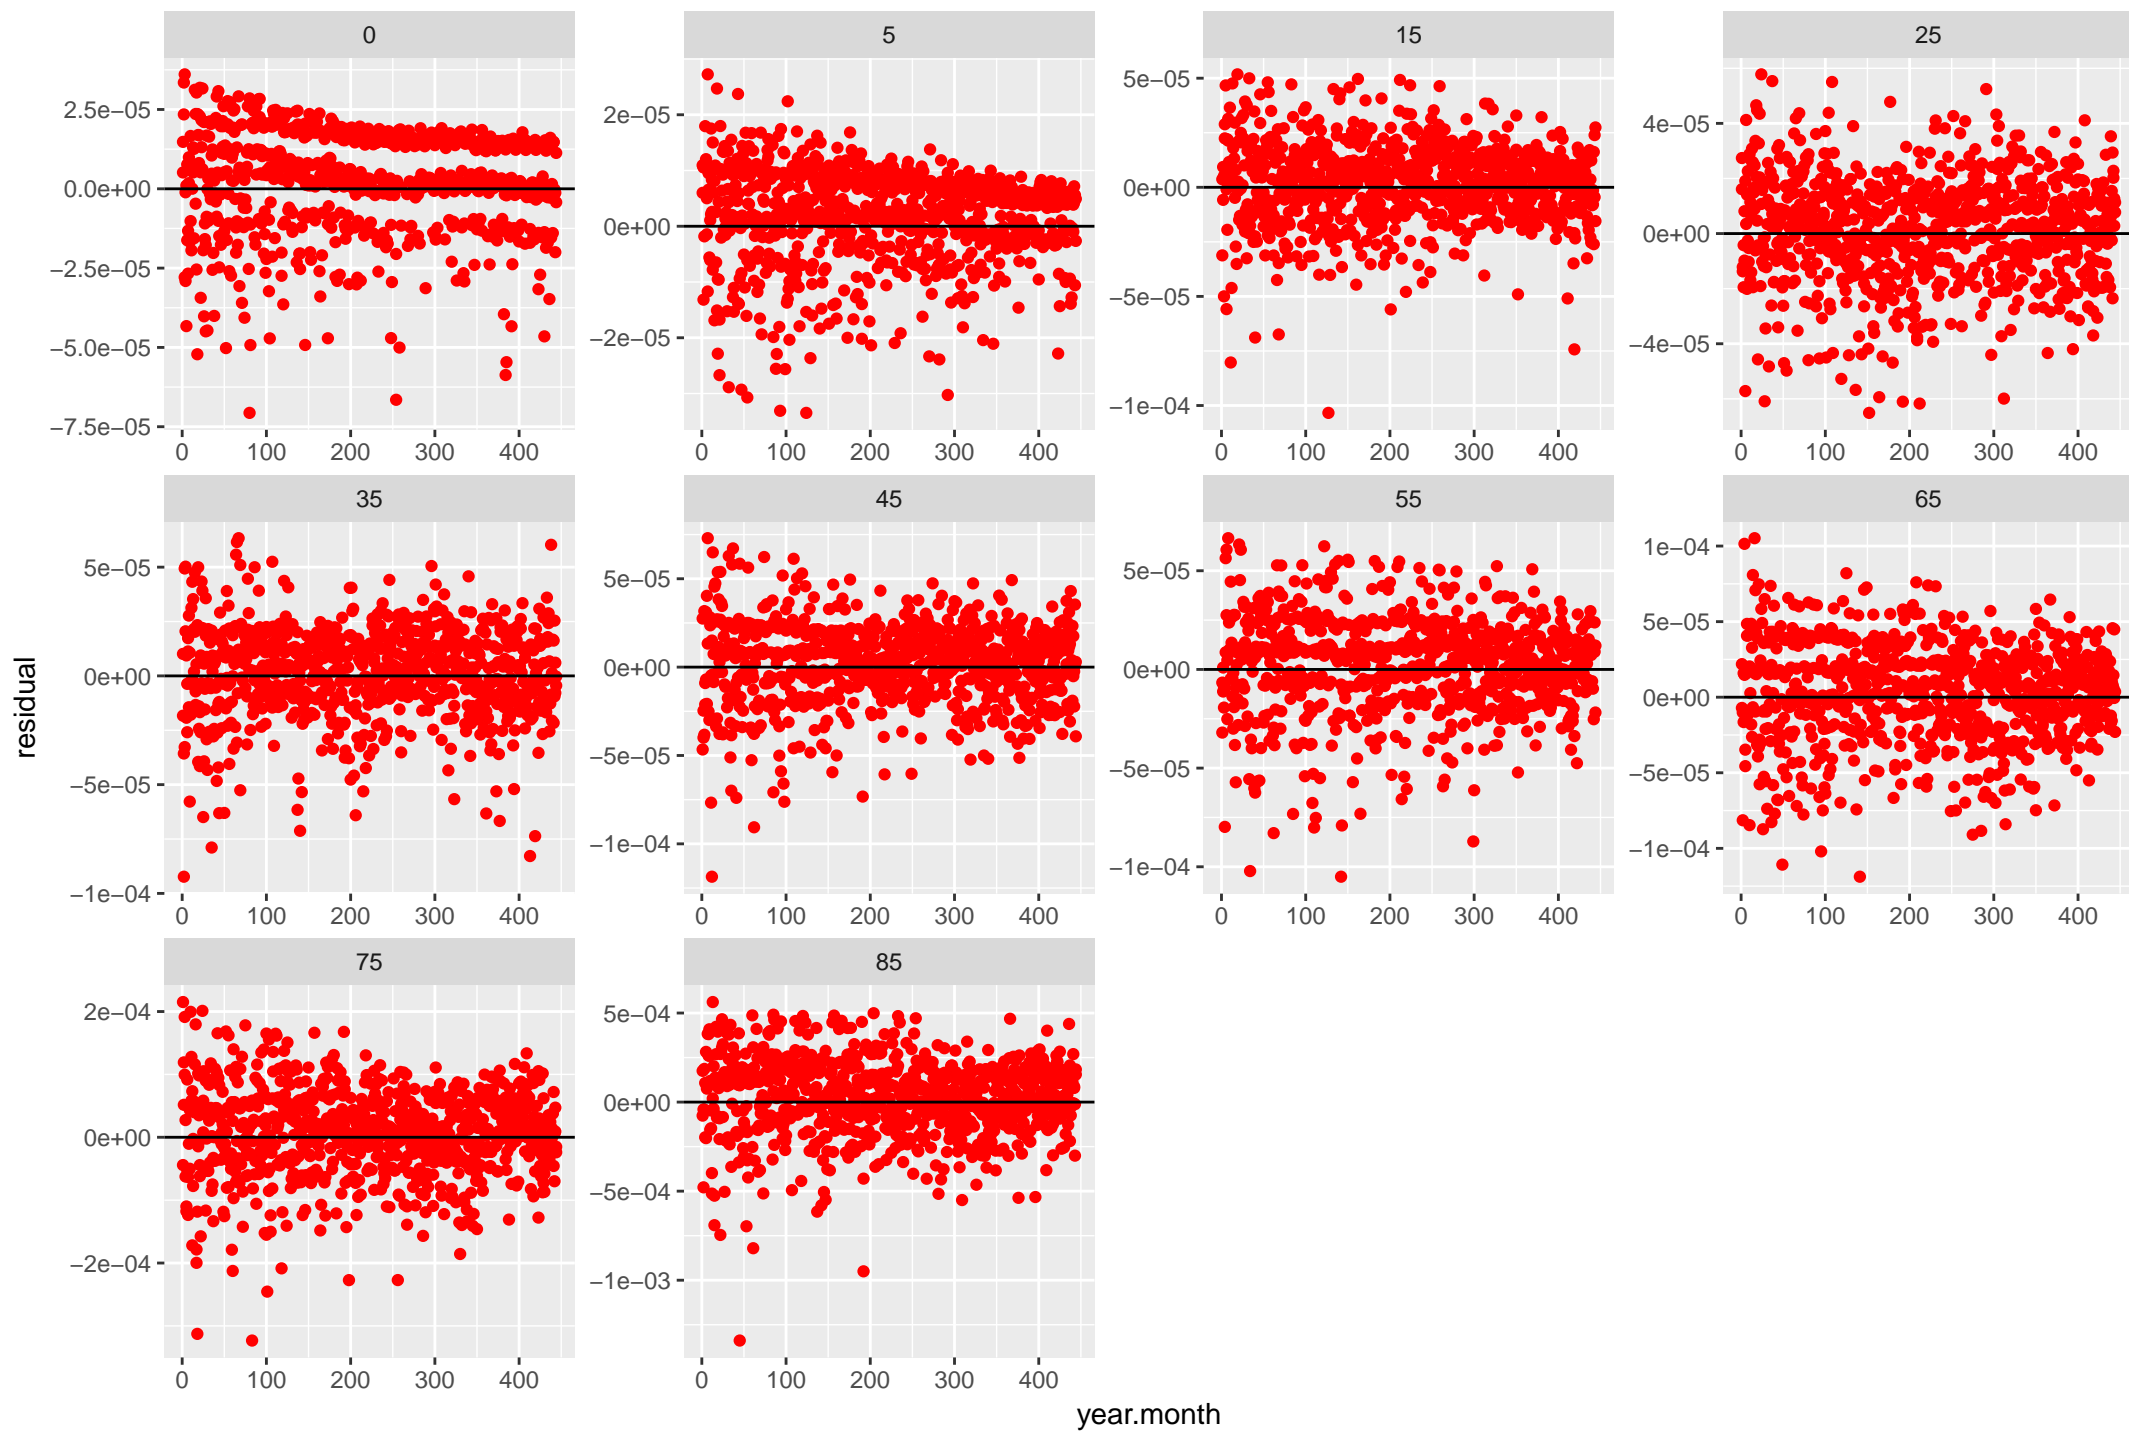 0 5 15 25
2.5e−05
0.0e+00
−2.5e−05
−5.0e−05
−7.5e−05
2e−05
0e+00
−2e−05
5e−05
0e+00
−5e−05
−1e−04
4e−05
0e+00
−4e−05
0 100 200 300 400 0 100 200 300 400 0 100 200 300 400 0 100 200 300 400
35 45 55 65
5e−05
0e+00
−5e−05
−1e−04
5e−05
0e+00
−5e−05
−1e−04
5e−05
0e+00
−5e−05
−1e−04
1e−04
5e−05
0e+00
−5e−05
−1e−04
0 100 200 300 400 0 100 200 300 400 0 100 200 300 400 0 100 200 300 400
75 85
2e−04
0e+00
−2e−04
5e−04
0e+00
−5e−04
−1e−03
0 100 200 300 400 0 100 200 300 400
residual
year.month